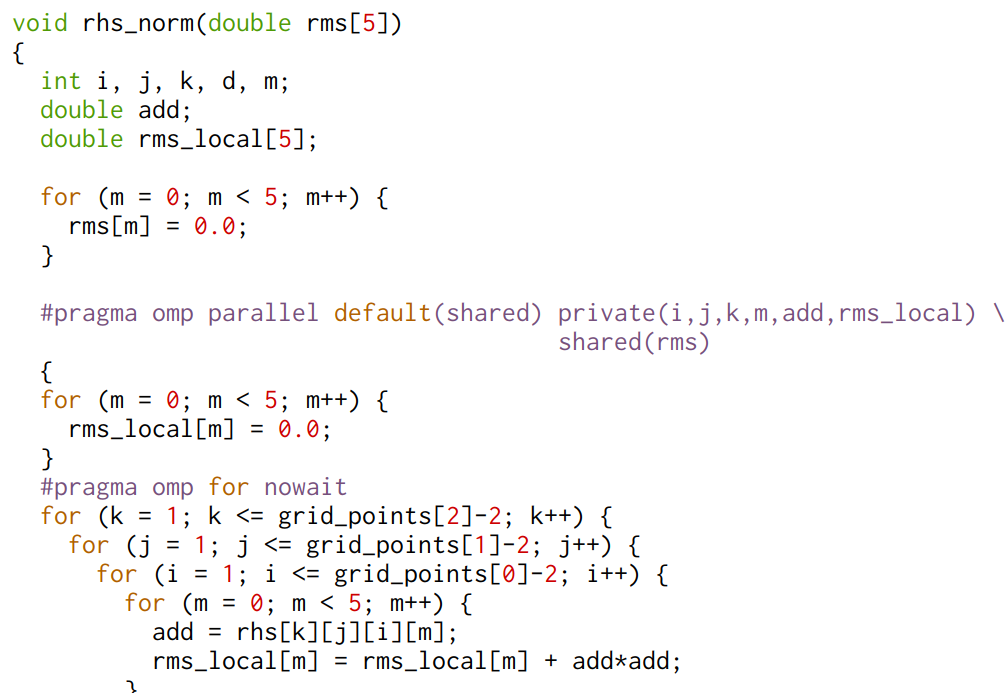 void rhs_norm(double rms[5])
{
  int i, j, k, d, m;
  double add;
  double rms_local[5];

  for (m = 0; m < 5; m++) {
    rms[m] = 0.0;
  }

  #pragma omp parallel default(shared) private(i,j,k,m,add,rms_local) \
                                       shared(rms)
  {
  for (m = 0; m < 5; m++) {
    rms_local[m] = 0.0;
  }
  #pragma omp for nowait
  for (k = 1; k <= grid_points[2]-2; k++) {
    for (j = 1; j <= grid_points[1]-2; j++) {
      for (i = 1; i <= grid_points[0]-2; i++) {
        for (m = 0; m < 5; m++) {
          add = rhs[k][j][i][m];
          rms_local[m] = rms_local[m] + add*add;
        }